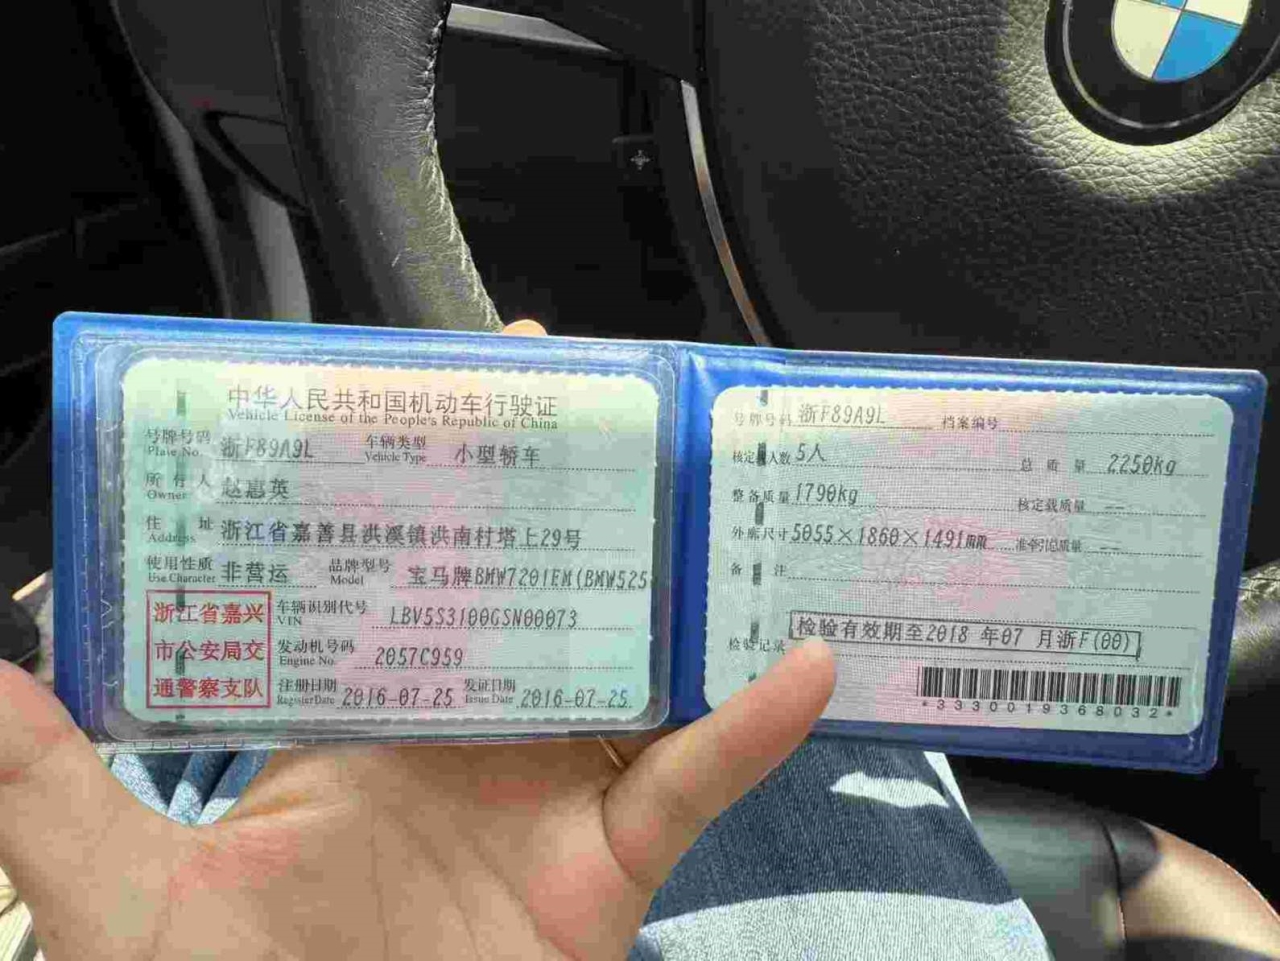 中华人民共和国机动车行驶证
Vehicle License of the People's Republic of China
号牌号码 浙F89A9L 车辆类型 小型轿车
Plate No. Vehicle Type
所有人 赵惠英
Owner
住址 浙江省嘉善县洪溪镇洪南村塔上29号
Address
使用性质 非营运 品牌型号 宝马牌BMW7201EM(BMW525
Use Character Model
浙江省嘉兴
市公安局交
通警察支队
车辆识别代号 LBV5S3100GSN00073
VIN
发动机号码 2057C959
Engine No.
注册日期 2016-07-25 发证日期 2016-07-25
Register Date Issue Date
号牌号码 浙F89A9L 档案编号
核定载人数 5人 总质量 2250kg
整备质量 1790kg 核定载质量 --
外廓尺寸 5055×1860×1491mm 准牵引总质量 --
备注
检验有效期至2018 年07 月浙F(00)
检验记录
*3330019368032*